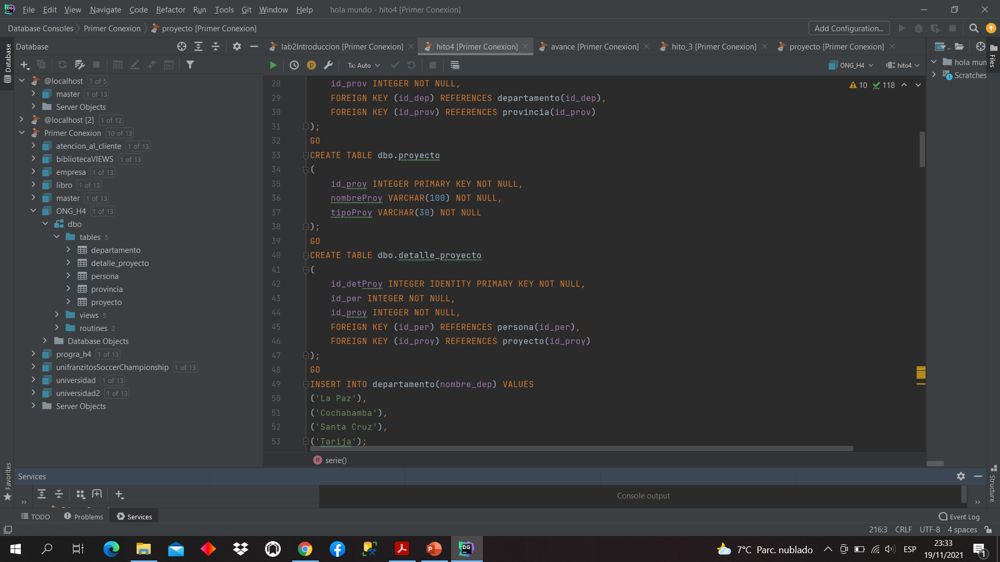 File Edit View Navigate Code Refactor Run Tools Git Window Help hola mundo - hito4 [Primer Conexion]
Database Consoles Primer Conexion proyecto [Primer Conexion] Add Configuration...
Database
lab2Introduccion [Primer Conexion] hito4 [Primer Conexion] avance [Primer Conexion] hito_3 [Primer Conexion] proyecto [Primer Conexion]
Tx: Auto ONG_H4 hito4
Database
Files
hola mun
Scratches
@localhost 1 of 5
master 1 of 13
Server Objects
@localhost [2] 1 of 12
Primer Conexion 10 of 13
atencion_al_cliente 1 of 13
bibliotecaVIEWS 1 of 13
empresa 1 of 13
libro 1 of 13
master 1 of 13
ONG_H4 1 of 13
dbo
tables 5
departamento
detalle_proyecto
persona
provincia
proyecto
views 5
routines 2
Database Objects
progra_h4 1 of 13
unifranzitosSoccerChampionship 1 of 13
universidad 1 of 13
universidad2 1 of 13
Server Objects
10 118
28 id_prov INTEGER NOT NULL,
29 FOREIGN KEY (id_dep) REFERENCES departamento(id_dep),
30 FOREIGN KEY (id_prov) REFERENCES provincia(id_prov)
31 );
32 GO
33 CREATE TABLE dbo.proyecto
34 (
35 id_proy INTEGER PRIMARY KEY NOT NULL,
36 nombreProy VARCHAR(100) NOT NULL,
37 tipoProy VARCHAR(30) NOT NULL
38 );
39 GO
40 CREATE TABLE dbo.detalle_proyecto
41 (
42 id_detProy INTEGER IDENTITY PRIMARY KEY NOT NULL,
43 id_per INTEGER NOT NULL,
44 id_proy INTEGER NOT NULL,
45 FOREIGN KEY (id_per) REFERENCES persona(id_per),
46 FOREIGN KEY (id_proy) REFERENCES proyecto(id_proy)
47 );
48 GO
49 INSERT INTO departamento(nombre_dep) VALUES
50 ('La Paz'),
51 ('Cochabamba'),
52 ('Santa Cruz'),
53 ('Tarija');
R serie()
Favorites
Structure
Services
Console output
TODO Problems Services Event Log
216:3 CRLF UTF-8 4 spaces
7°C Parc. nublado ESP
23:33
19/11/2021
1